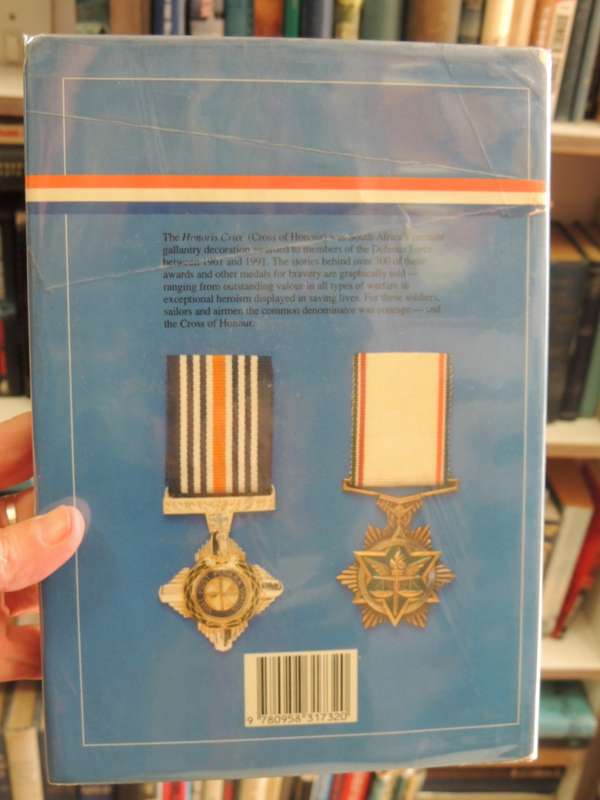 The Honoris Crux (Cross of Honour) was South Africa's premier
gallantry decoration — award to members of the Defence Force
between 1901 and 1991. The stories behind over 300 of these
awards and other medals for bravery are graphically told —
ranging from outstanding valour in all types of warfare to
exceptional heroism displayed in saving lives. For these soldiers,
sailors and airmen the common denominator was courage — and
the Cross of Honour.
9 780958 317320